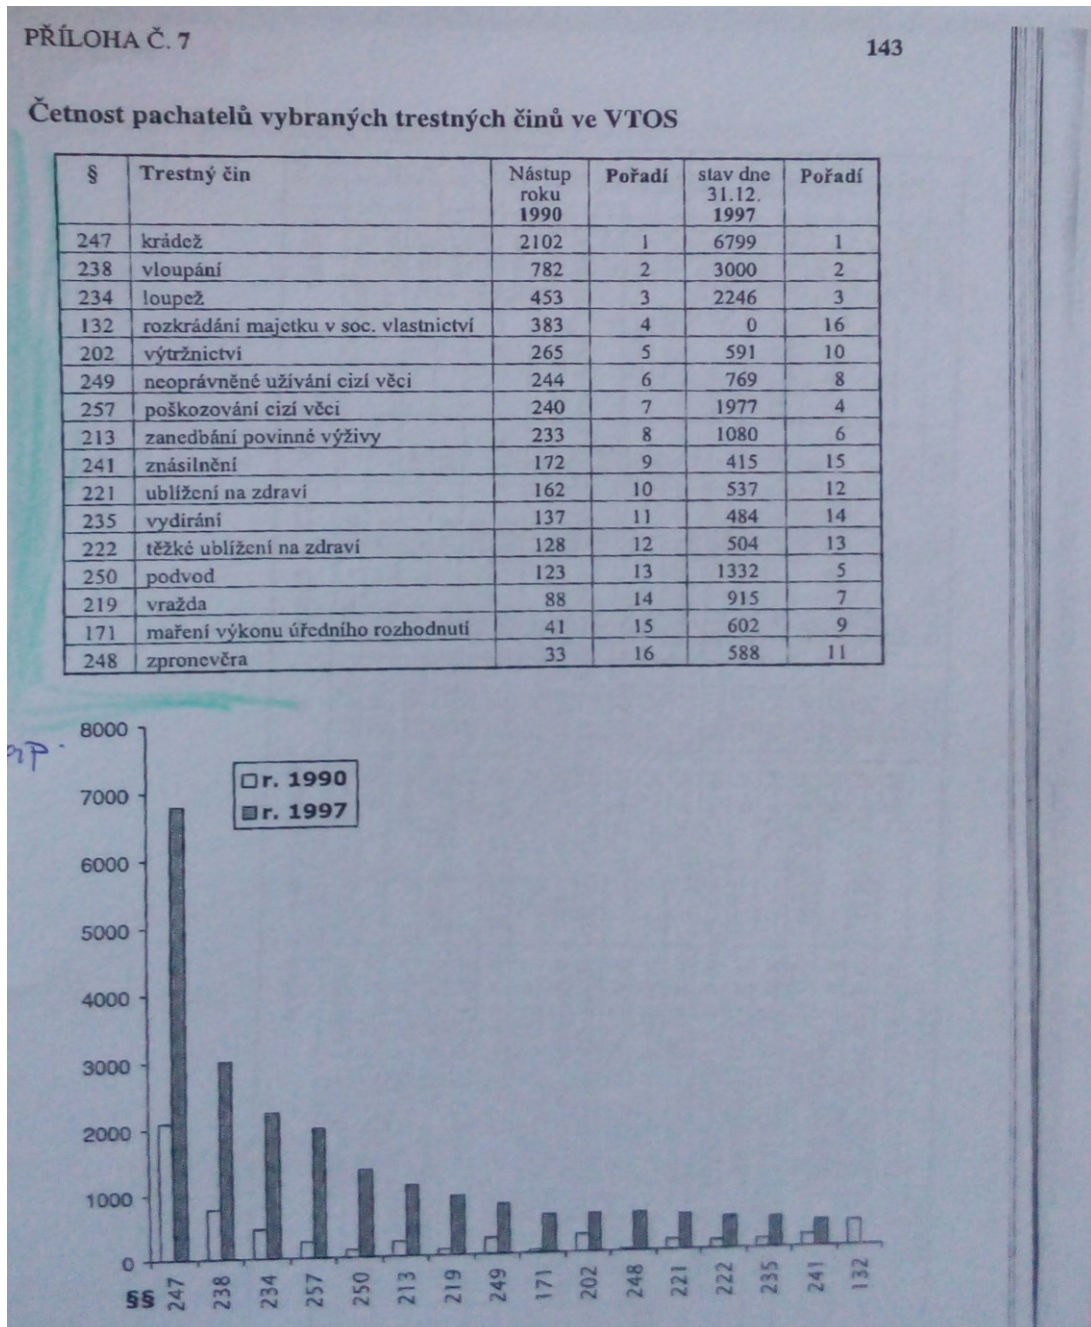 PŘÍLOHA Č. 7
143
Četnost pachatelů vybraných trestných činů ve VTOS
§ Trestný čin Nástup roku 1990 Pořadí stav dne 31.12. 1997 Pořadí
247 krádež 2102 1 6799 1
238 vloupání 782 2 3000 2
234 loupež 453 3 2246 3
132 rozkrádání majetku v soc. vlastnictví 383 4 0 16
202 výtržnictví 265 5 591 10
249 neoprávněné užívání cizí věci 244 6 769 8
257 poškozování cizí věci 240 7 1977 4
213 zanedbání povinné výživy 233 8 1080 6
241 znásilnění 172 9 415 15
221 ublížení na zdraví 162 10 537 12
235 vydírání 137 11 484 14
222 těžké ublížení na zdraví 128 12 504 13
250 podvod 123 13 1332 5
219 vražda 88 14 915 7
171 maření výkonu úředního rozhodnutí 41 15 602 9
248 zpronevěra 33 16 588 11
8000
7000
6000
5000
4000
3000
2000
1000
0
r. 1990
r. 1997
§§ 247 238 234 257 250 213 219 249 171 202 248 221 222 235 241 132